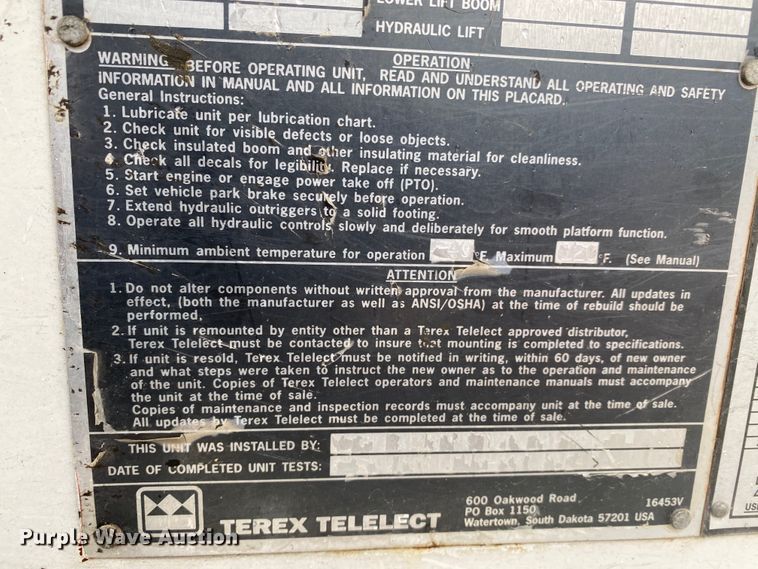 LOWER LIFT BOOM
HYDRAULIC LIFT
OPERATION
WARNING BEFORE OPERATING UNIT, READ AND UNDERSTAND ALL OPERATING AND SAFETY
INFORMATION IN MANUAL AND ALL INFORMATION ON THIS PLACARD.
General Instructions:
1. Lubricate unit per lubrication chart.
2. Check unit for visible defects or loose objects.
3. Check insulated boom and other insulating material for cleanliness.
4. Check all decals for legibility. Replace if necessary.
5. Start engine or engage power take off (PTO).
6. Set vehicle park brake securely before operation.
7. Extend hydraulic outriggers to a solid footing.
8. Operate all hydraulic controls slowly and deliberately for smooth platform function.
9. Minimum ambient temperature for operation °F. Maximum °F. (See Manual)
ATTENTION
1. Do not alter components without written approval from the manufacturer. All updates in
effect, (both the manufacturer as well as ANSI/OSHA) at the time of rebuild should be
performed,
2. If unit is remounted by entity other than a Terex Telelect approved distributor,
Terex Telelect must be contacted to insure that mounting is completed to specifications.
3. If unit is resold, Terex Telelect must be notified in writing, within 60 days, of new owner
and what steps were taken to instruct the new owner as to the operation and maintenance
of the unit. Copies of Terex Telelect operators and maintenance manuals must accompany
the unit at the time of sale.
Copies of maintenance and inspection records must accompany unit at the time of sale.
All updates by Terex Telelect must be completed at the time of sale.
THIS UNIT WAS INSTALLED BY:
DATE OF COMPLETED UNIT TESTS:
TEREX TELELECT
600 Oakwood Road
PO Box 1150
Watertown, South Dakota 57201 USA
16453V
Purple Wave Auction